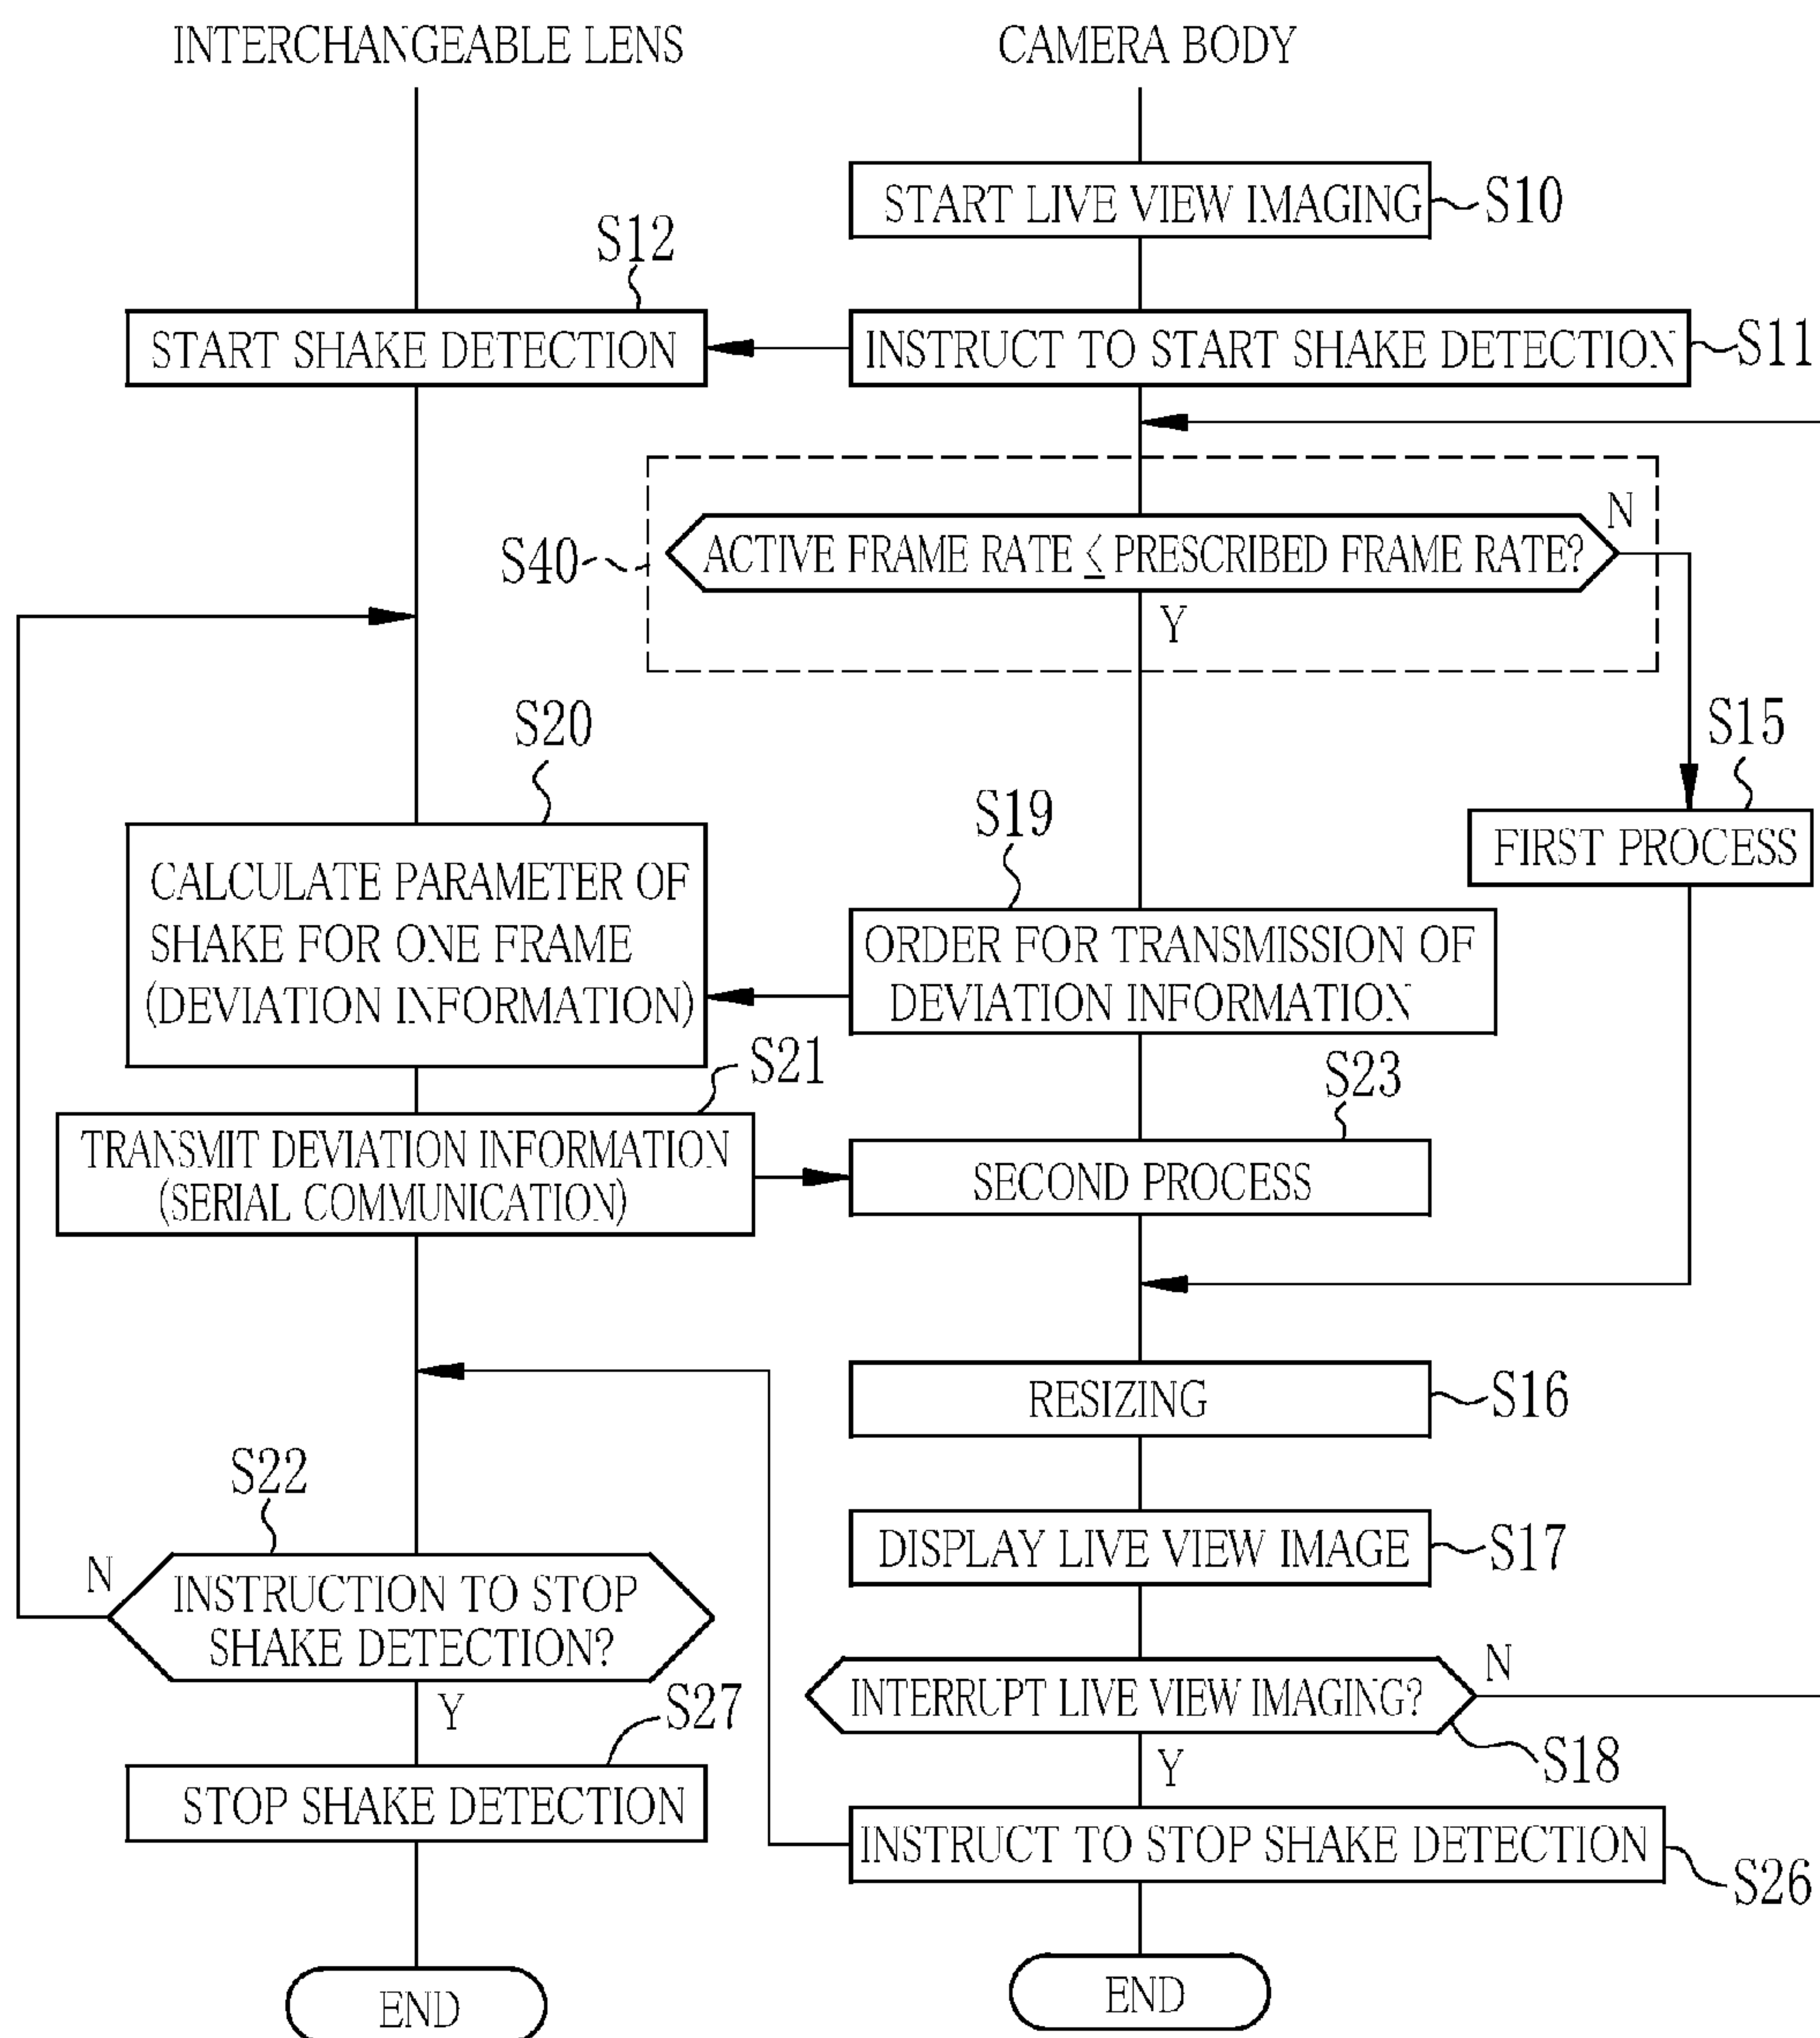 INTERCHANGEABLE LENS
CAMERA BODY
START LIVE VIEW IMAGING
S10
S12
START SHAKE DETECTION
INSTRUCT TO START SHAKE DETECTION
S11
N
S40
ACTIVE FRAME RATE ≤ PRESCRIBED FRAME RATE?
Y
S20
S15
CALCULATE PARAMETER OF
SHAKE FOR ONE FRAME
(DEVIATION INFORMATION)
S19
ORDER FOR TRANSMISSION OF
DEVIATION INFORMATION
FIRST PROCESS
S21
S23
TRANSMIT DEVIATION INFORMATION
(SERIAL COMMUNICATION)
SECOND PROCESS
RESIZING
S16
S22
DISPLAY LIVE VIEW IMAGE
S17
N
INSTRUCTION TO STOP
SHAKE DETECTION?
Y
INTERRUPT LIVE VIEW IMAGING?
N
S18
Y
S27
STOP SHAKE DETECTION
INSTRUCT TO STOP SHAKE DETECTION
S26
END
END